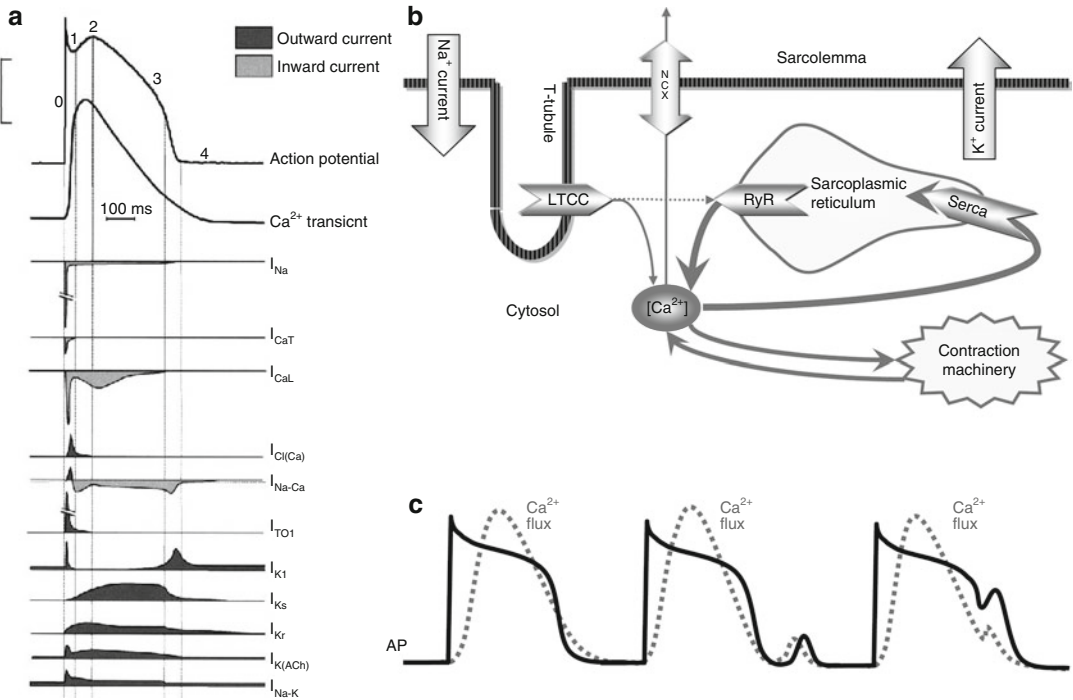 a
1
2
3
0
4
Outward current
Inward current
Action potential
100 ms
Ca2+ transicnt
INa
ICaT
ICaL
ICl(Ca)
INa-Ca
ITO1
IK1
IKs
IKr
IK(ACh)
INa-K
b
Na+ current
T-tubule
NCX
Sarcolemma
K+ current
LTCC
RyR
Sarcoplasmic
reticulum
Serca
Cytosol
[Ca2+]
Contraction
machinery
c
Ca2+
flux
Ca2+
flux
Ca2+
flux
AP